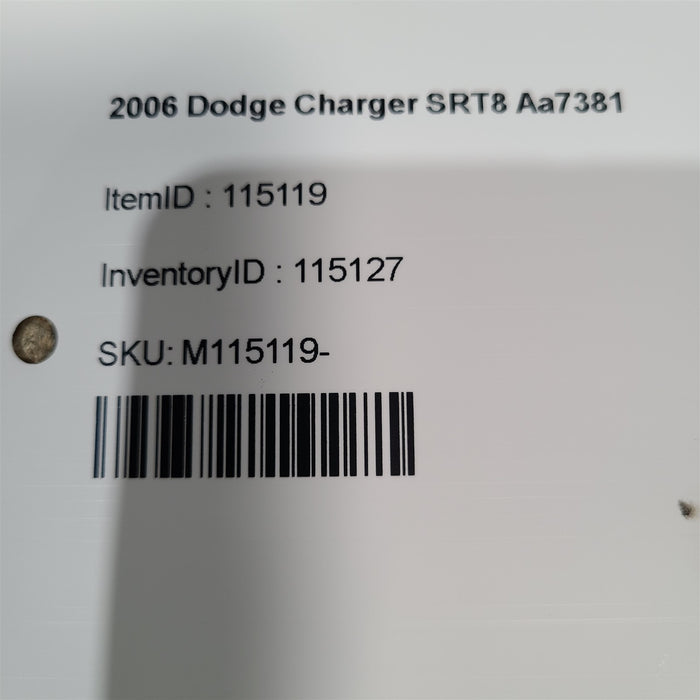 2006 Dodge Charger SRT8 Aa7381
ItemID : 115119
InventoryID : 115127
SKU: M115119-